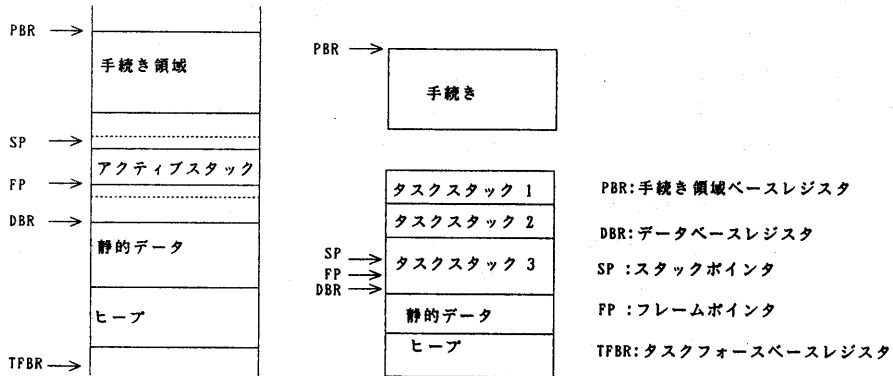 PBR
手続き領域
SP
アクティブスタック
FP
DBR
静的データ
ヒープ
TFBR
PBR
手続き
タスクスタック 1
タスクスタック 2
SP
タスクスタック 3
FP
DBR
静的データ
ヒープ
PBR:手続き領域ベースレジスタ
DBR:データベースレジスタ
SP :スタックポインタ
FP :フレームポインタ
TFBR:タスクフォースベースレジスタ